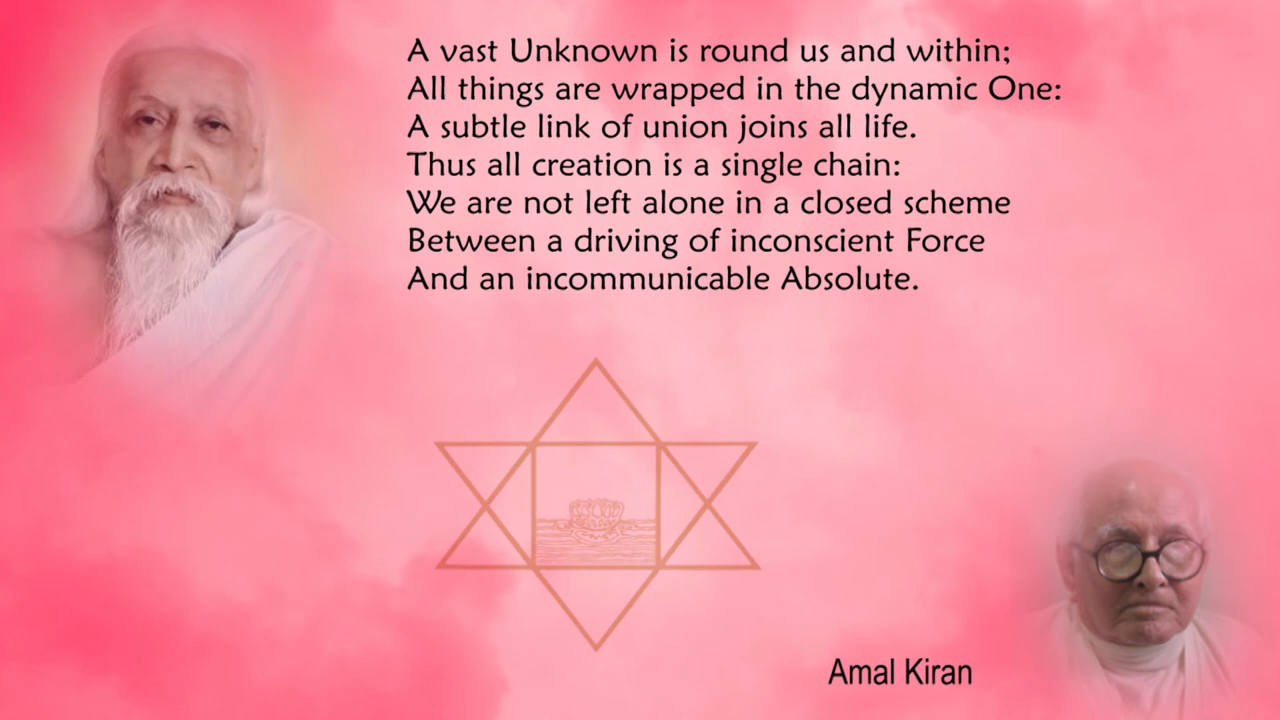 A vast Unknown is round us and within;
All things are wrapped in the dynamic One:
A subtle link of union joins all life.
Thus all creation is a single chain:
We are not left alone in a closed scheme
Between a driving of inconscient Force
And an incommunicable Absolute.
Amal Kiran